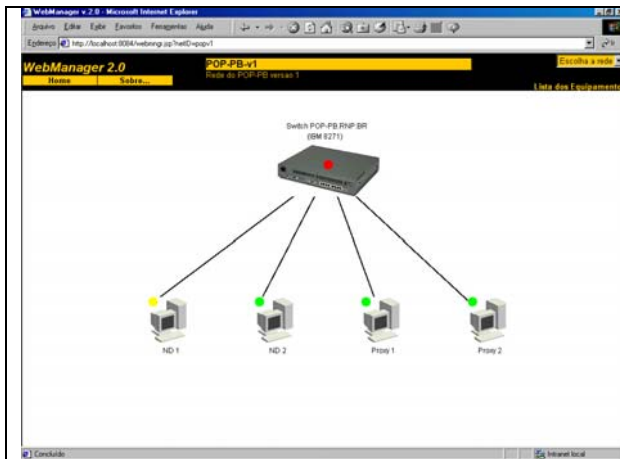 WebManager v.2.0 - Microsoft Internet Explorer
Arquivo Editar Exibir Favoritos Ferramentas Ajuda
Endereço http://localhost:8084/webmngr.jsp?netID=popv1
WebManager 2.0
Home Sobre...
POP-PB-v1
Rede do POP-PB versao 1
Escolha a rede
Lista dos Equipamento
Switch POP-PB.RNP.BR
(IBM 8271)
ND 1 ND 2 Proxy 1 Proxy 2
Concluído Intranet local